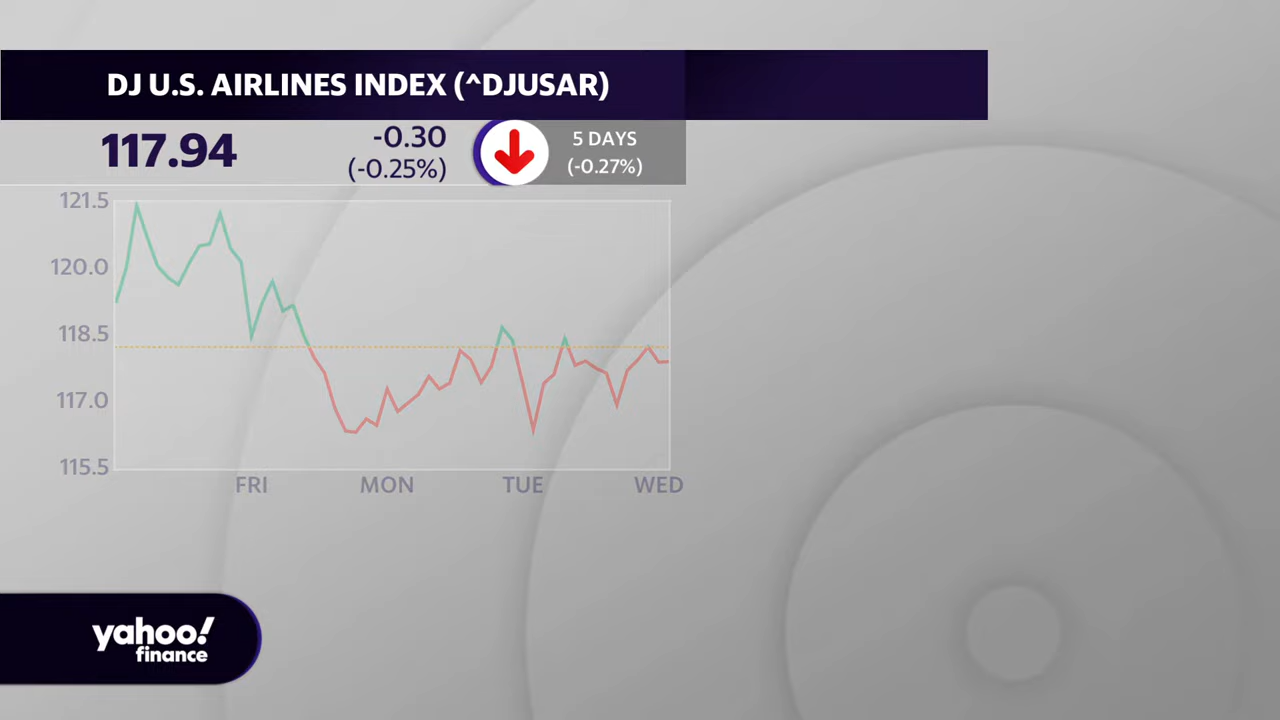 DJ U.S. AIRLINES INDEX (^DJUSAR)
117.94
-0.30
(-0.25%)
5 DAYS
(-0.27%)
121.5
120.0
118.5
117.0
115.5
FRI MON TUE WED
yahoo!
finance